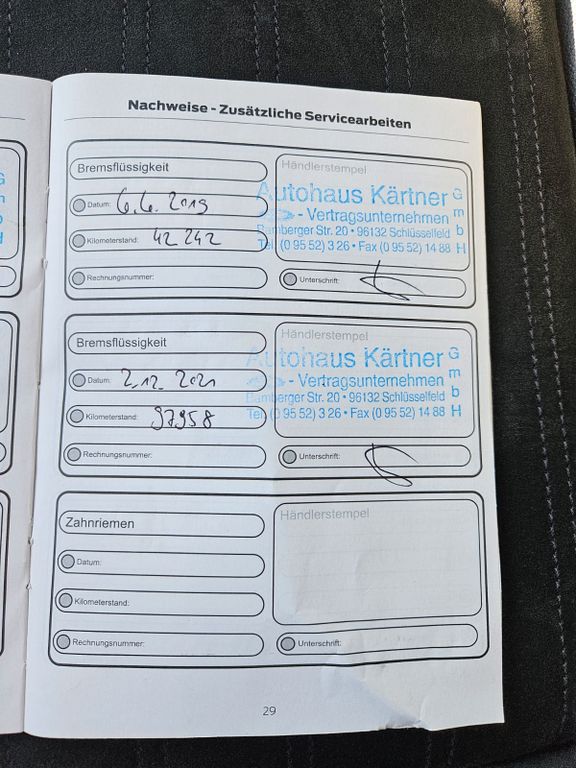 Nachweise - Zusätzliche Servicearbeiten
Bremsflüssigkeit
Händlerstempel
Datum: 6.6. 2019
Kilometerstand: 42 242
Rechnungsnummer:
Autohaus Kärtner GmbH
- Vertragsunternehmen
Bamberger Str. 20 • 96132 Schlüsselfeld
Tel. (0 95 52) 3 26 • Fax (0 95 52) 14 88
Unterschrift:
Bremsflüssigkeit
Händlerstempel
Datum: 2.12. 2021
Kilometerstand: 97958
Rechnungsnummer:
Autohaus Kärtner GmbH
- Vertragsunternehmen
Bamberger Str. 20 • 96132 Schlüsselfeld
Tel. (0 95 52) 3 26 • Fax (0 95 52) 14 88
Unterschrift:
Zahnriemen
Händlerstempel
Datum:
Kilometerstand:
Rechnungsnummer:
Unterschrift:
29